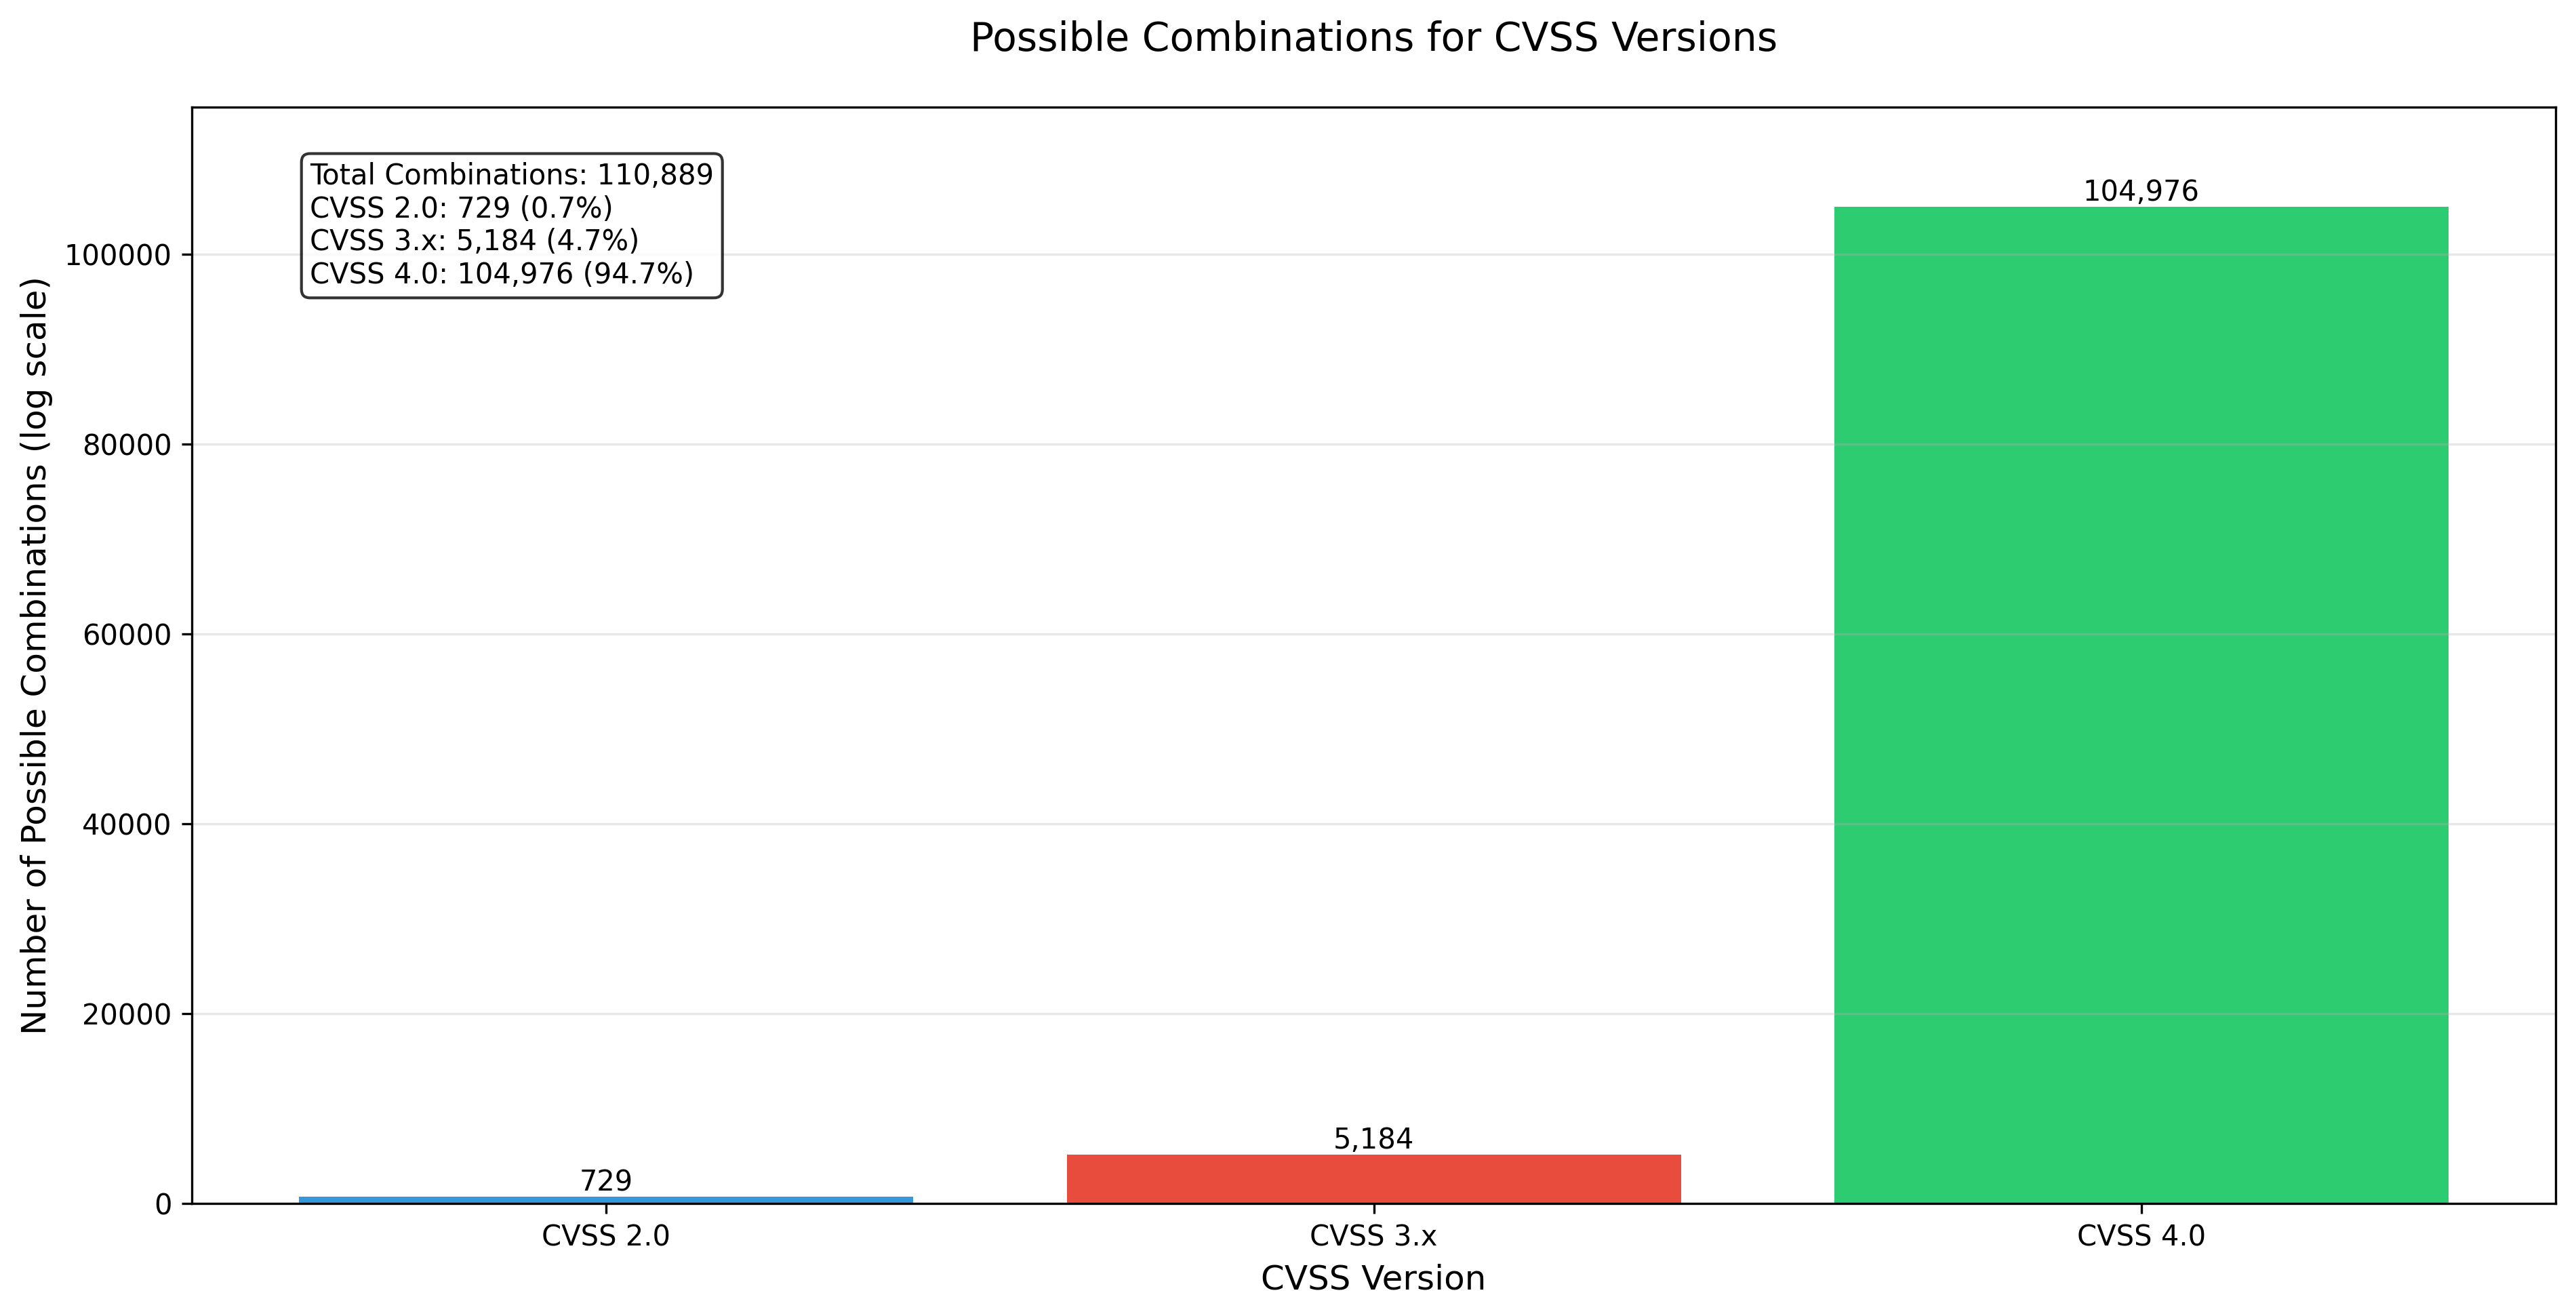 Possible Combinations for CVSS Versions
Total Combinations: 110,889
CVSS 2.0: 729 (0.7%)
CVSS 3.x: 5,184 (4.7%)
CVSS 4.0: 104,976 (94.7%)
Number of Possible Combinations (log scale)
100000
80000
60000
40000
20000
0
729
5,184
104,976
CVSS 2.0
CVSS 3.x
CVSS 4.0
CVSS Version